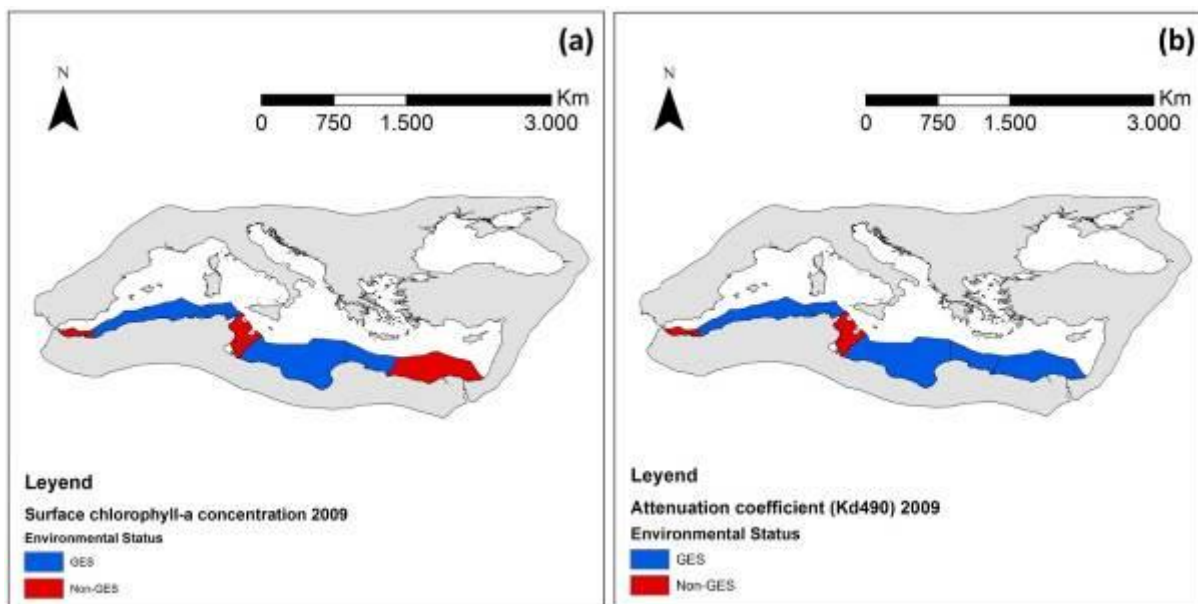 (a)
N
Km
0 750 1.500 3.000
Leyend
Surface chlorophyll-a concentration 2009
Environmental Status
GES
Non-GES
(b)
N
Km
0 750 1.500 3.000
Leyend
Attenuation coefficient (Kd490) 2009
Environmental Status
GES
Non-GES